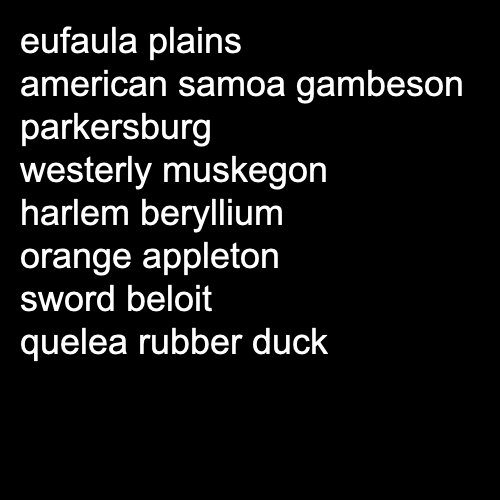 eufaula plains
american samoa gambeson
parkersburg
westerly muskegon
harlem beryllium
orange appleton
sword beloit
quelea rubber duck